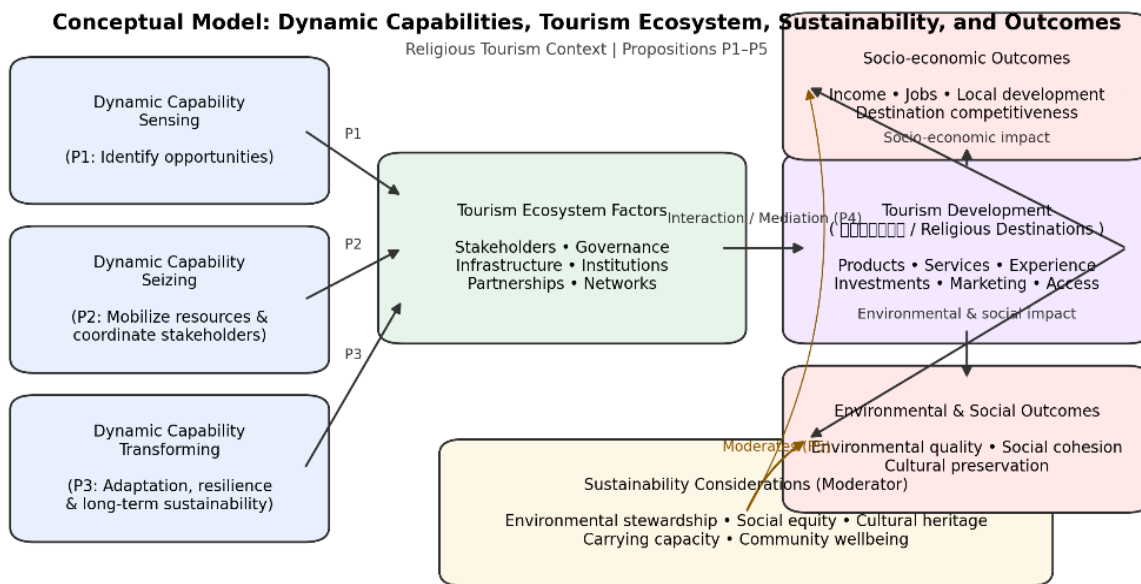 Conceptual Model: Dynamic Capabilities, Tourism Ecosystem, Sustainability, and Outcomes
Religious Tourism Context | Propositions P1–P5
Dynamic Capability
Sensing
(P1: Identify opportunities)
Dynamic Capability
Seizing
(P2: Mobilize resources &
coordinate stakeholders)
Dynamic Capability
Transforming
(P3: Adaptation, resilience
& long-term sustainability)
P1
P2
P3
Tourism Ecosystem Factors
Stakeholders • Governance
Infrastructure • Institutions
Partnerships • Networks
Interaction / Mediation (P4)
Socio-economic Outcomes
Income • Jobs • Local development
Destination competitiveness
Socio-economic impact
Tourism Development
( / Religious Destinations )
Products • Services • Experience
Investments • Marketing • Access
Environmental & social impact
Environmental & Social Outcomes
Environmental quality • Social cohesion
Cultural preservation
Moderates (P5)
Sustainability Considerations (Moderator)
Environmental stewardship • Social equity • Cultural heritage
Carrying capacity • Community wellbeing